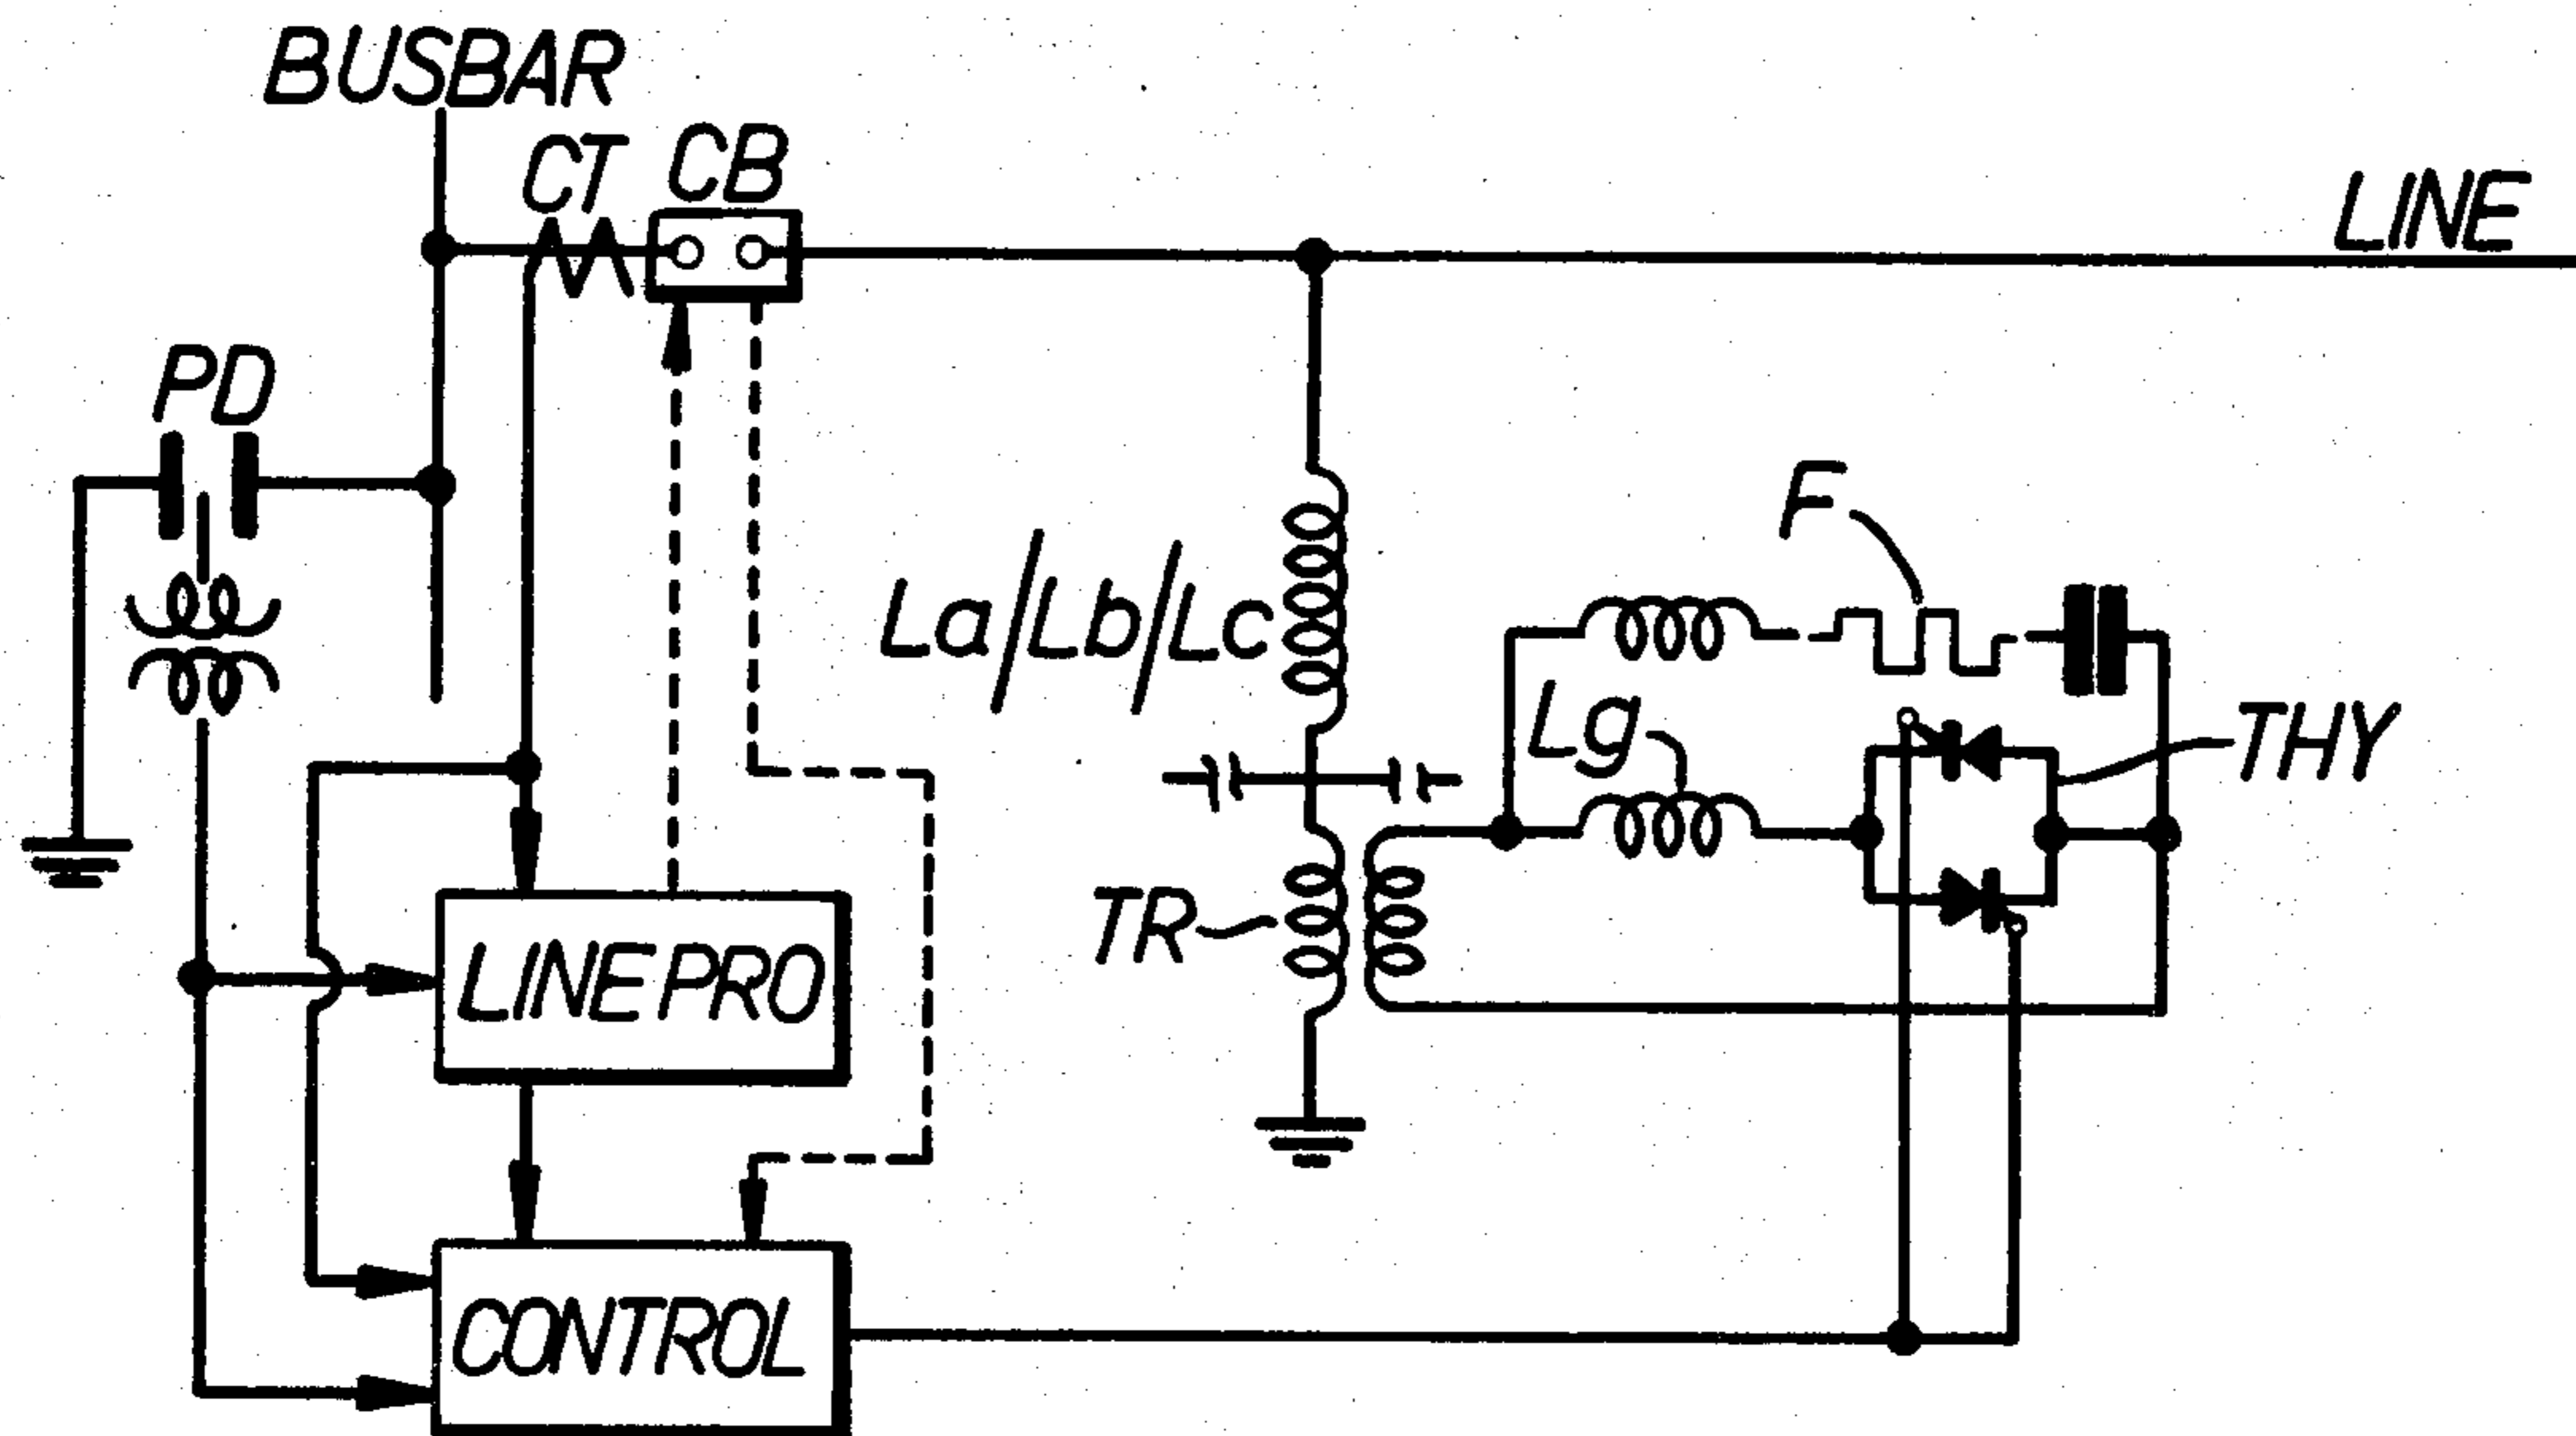 BUSBAR
CT
CB
LINE
PD
F
La/Lb/Lc
Lg
THY
TR
LINE PRO
CONTROL